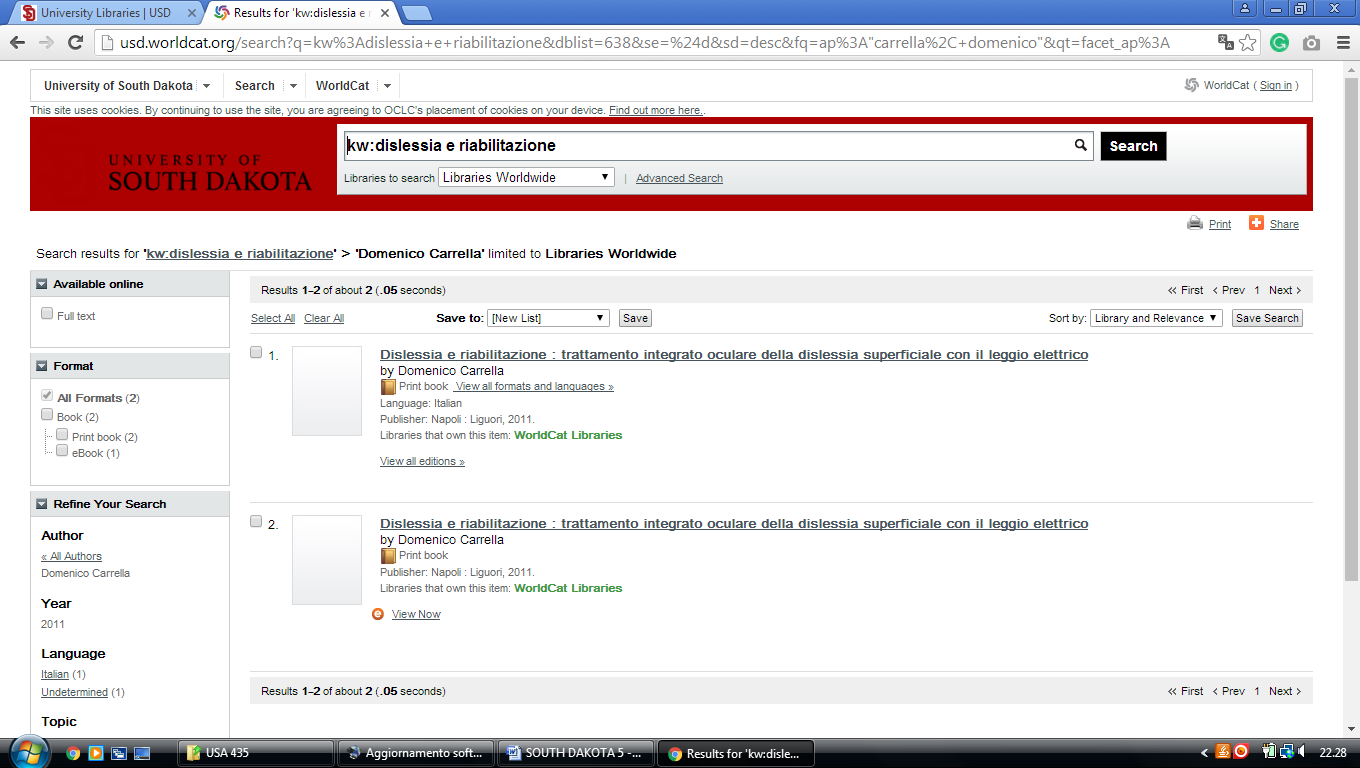 University Libraries | USD
Results for 'kw:dislessia e r
usd.worldcat.org/search?q=kw%3Adislessia+e+riabilitazione&dblist=638&se=%24d&sd=desc&fq=ap%3A"carrella%2C+domenico"&qt=facet_ap%3A
University of South Dakota Search WorldCat WorldCat ( Sign in )
This site uses cookies. By continuing to use the site, you are agreeing to OCLC's placement of cookies on your device. Find out more here..
UNIVERSITY OF
SOUTH DAKOTA
kw:dislessia e riabilitazione Search
Libraries to search Libraries Worldwide | Advanced Search
Print Share
Search results for 'kw:dislessia e riabilitazione' > 'Domenico Carrella' limited to Libraries Worldwide
Available online
Full text
Format
All Formats (2)
Book (2)
Print book (2)
eBook (1)
Refine Your Search
Author
« All Authors
Domenico Carrella
Year
2011
Language
Italian (1)
Undetermined (1)
Topic
Results 1-2 of about 2 (.05 seconds) « First < Prev 1 Next >
Select All Clear All Save to: [New List] Save Sort by: Library and Relevance Save Search
1. Dislessia e riabilitazione : trattamento integrato oculare della dislessia superficiale con il leggio elettrico
by Domenico Carrella
Print book View all formats and languages »
Language: Italian
Publisher: Napoli : Liguori, 2011.
Libraries that own this item: WorldCat Libraries
View all editions »
2. Dislessia e riabilitazione : trattamento integrato oculare della dislessia superficiale con il leggio elettrico
by Domenico Carrella
Print book
Publisher: Napoli : Liguori, 2011.
Libraries that own this item: WorldCat Libraries
View Now
Results 1-2 of about 2 (.05 seconds) « First < Prev 1 Next >
USA 435 Aggiornamento soft... SOUTH DAKOTA 5 -... Results for 'kw:disle... 22.28